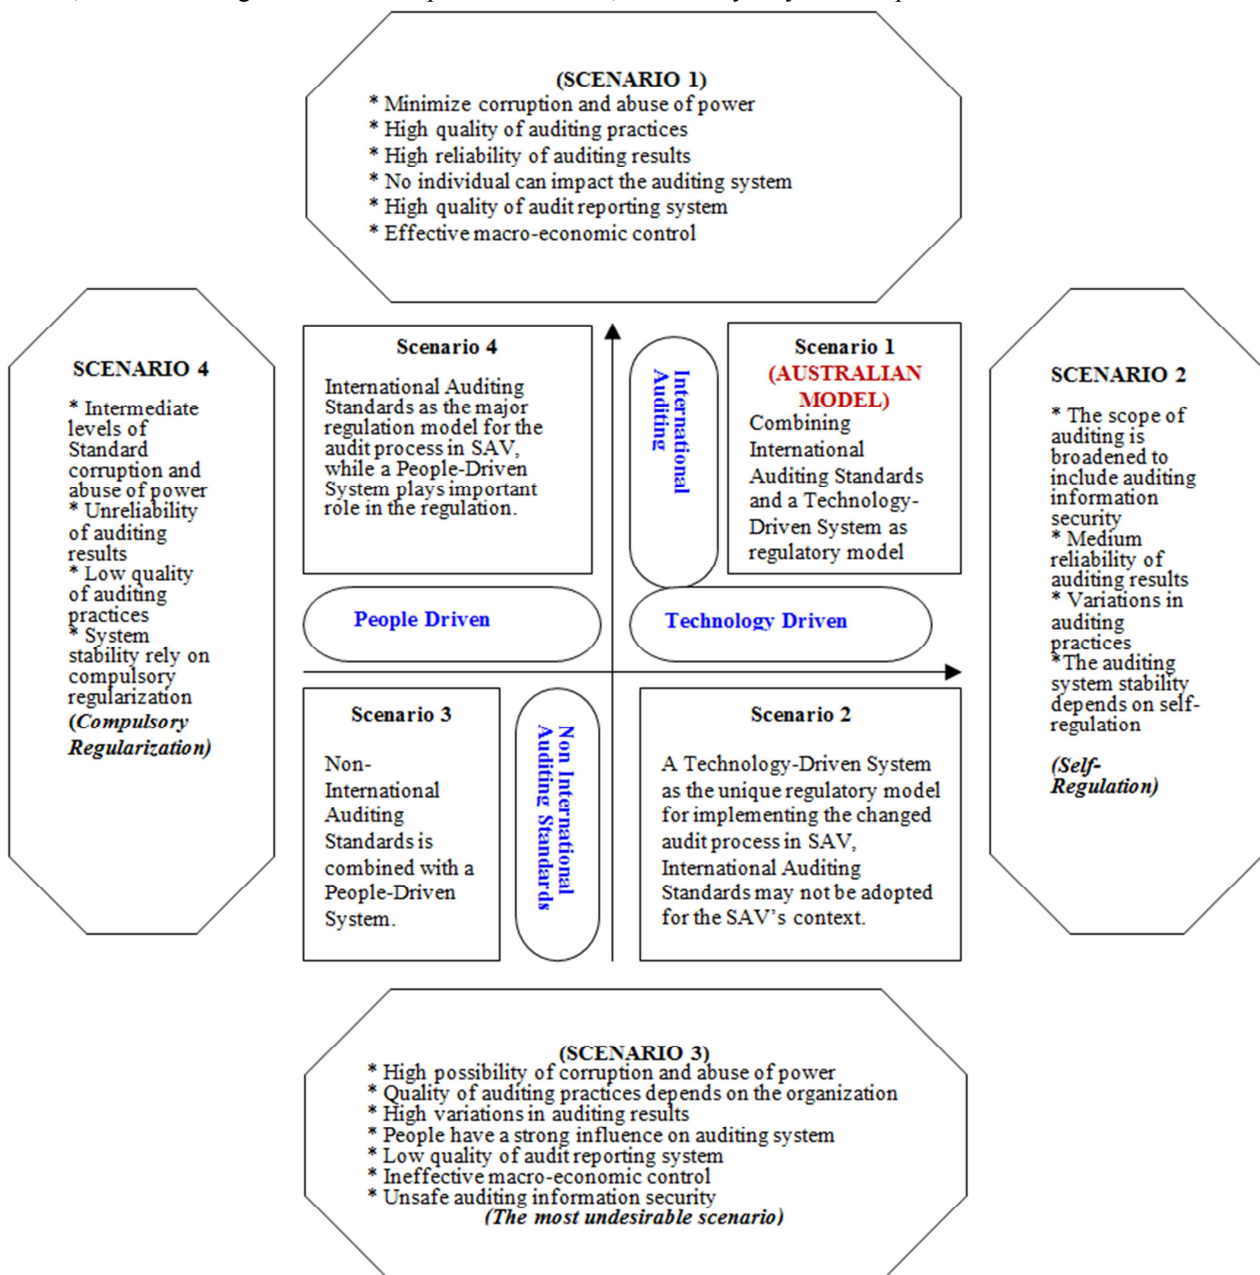 (SCENARIO 1)
* Minimize corruption and abuse of power
* High quality of auditing practices
* High reliability of auditing results
* No individual can impact the auditing system
* High quality of audit reporting system
* Effective macro-economic control
SCENARIO 4
* Intermediate
levels of
Standard
corruption and
abuse of power
* Unreliability
of auditing
results
* Low quality
of auditing
practices
* System
stability rely on
compulsory
regularization
(Compulsory
Regularization)
Scenario 4
International Auditing
Standards as the major
regulation model for the
audit process in SAV,
while a People-Driven
System plays important
role in the regulation.
International
Auditing
Scenario 1
(AUSTRALIAN
MODEL)
Combining
International
Auditing Standards
and a Technology-
Driven System as
regulatory model
SCENARIO 2
* The scope of
auditing is
broadened to
include auditing
information
security
* Medium
reliability of
auditing results
* Variations in
auditing
practices
*The auditing
system stability
depends on self-
regulation
(Self-
Regulation)
People Driven
Technology Driven
Scenario 3
Non-
International
Auditing
Standards is
combined with a
People-Driven
System.
Non International
Auditing Standards
Scenario 2
A Technology-Driven System
as the unique regulatory model
for implementing the changed
audit process in SAV,
International Auditing
Standards may not be adopted
for the SAV’s context.
(SCENARIO 3)
* High possibility of corruption and abuse of power
* Quality of auditing practices depends on the organization
* High variations in auditing results
* People have a strong influence on auditing system
* Low quality of audit reporting system
* Ineffective macro-economic control
* Unsafe auditing information security
(The most undesirable scenario)